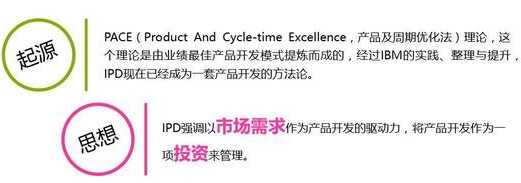 起源
PACE（Product And Cycle-time Excellence，产品及周期优化法）理论，这
个理论是由业绩最佳产品开发模式提炼而成的，经过IBM的实践、整理与提升，
IPD现在已经成为一套产品开发的方法论。
思想
IPD强调以市场需求作为产品开发的驱动力，将产品开发作为一
项投资来管理。